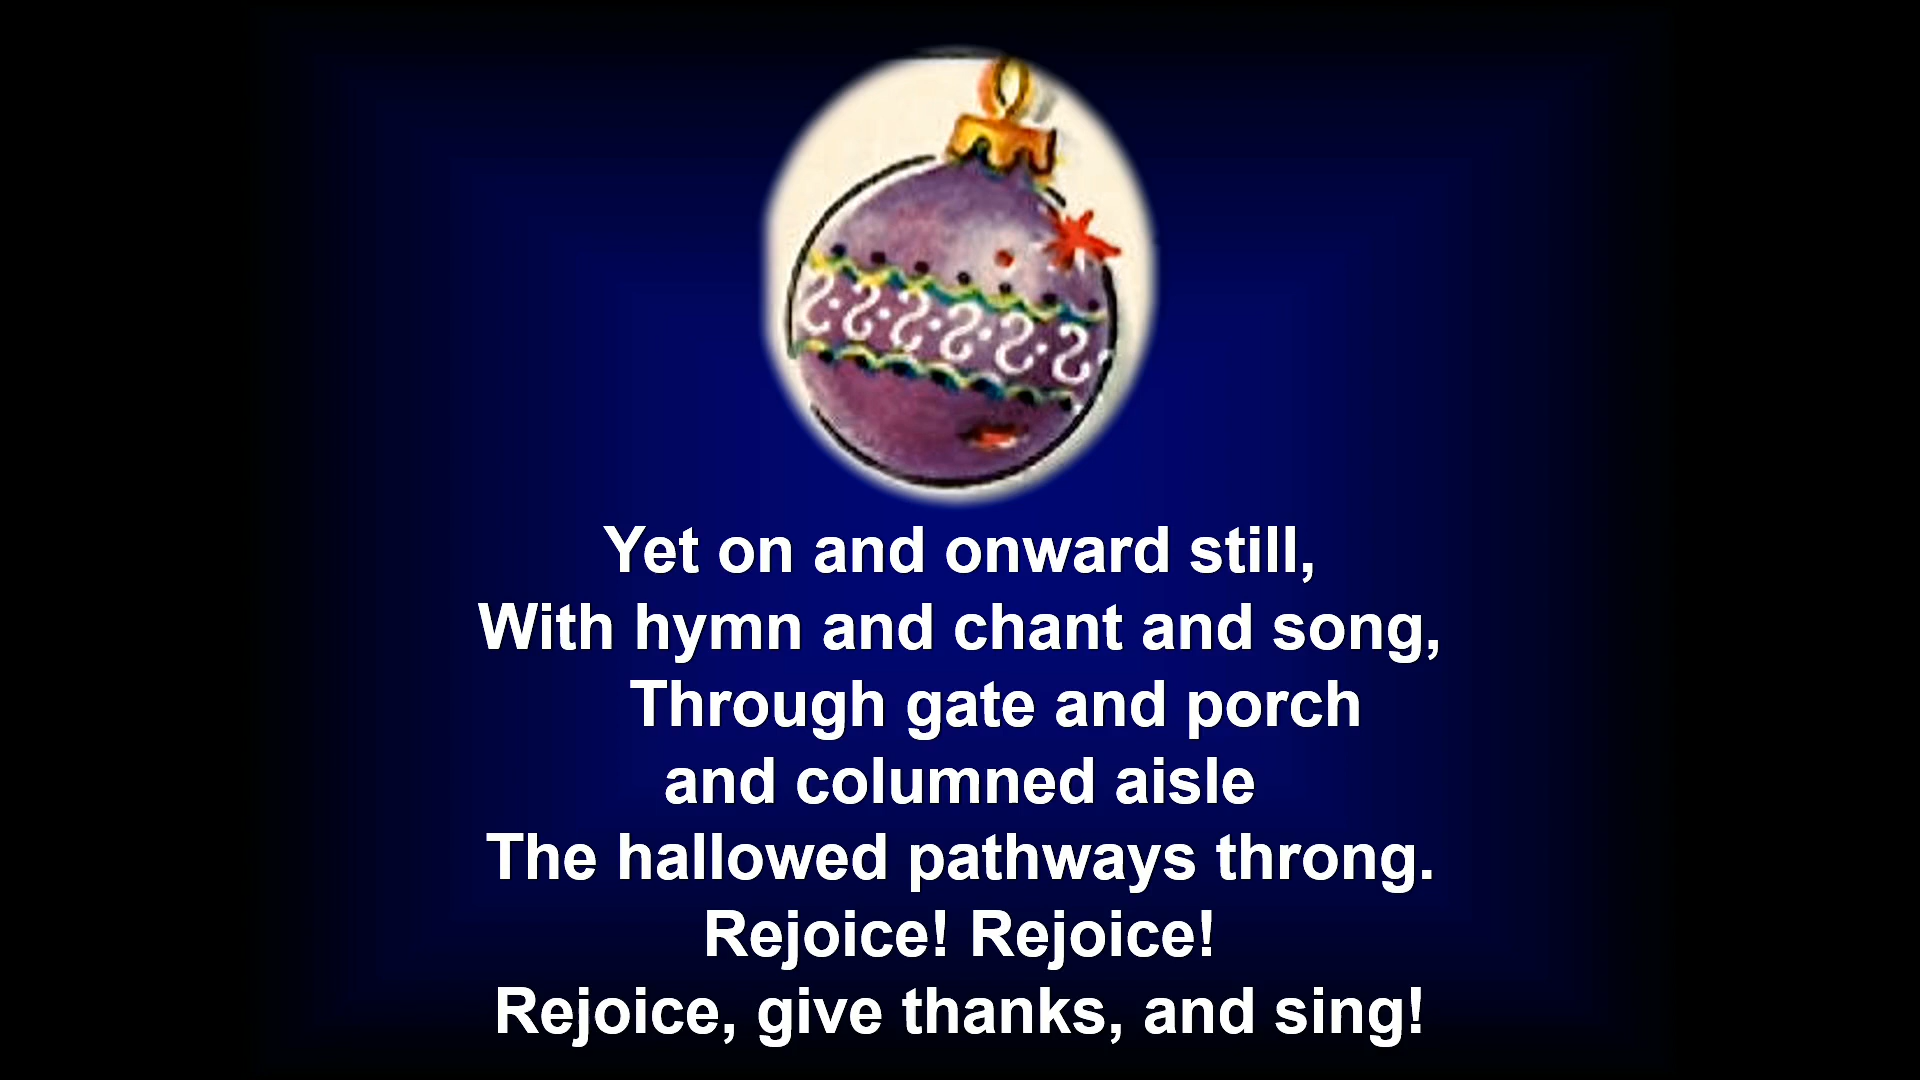 Yet on and onward still,
With hymn and chant and song,
Through gate and porch
and columned aisle
The hallowed pathways throng.
Rejoice! Rejoice!
Rejoice, give thanks, and sing!